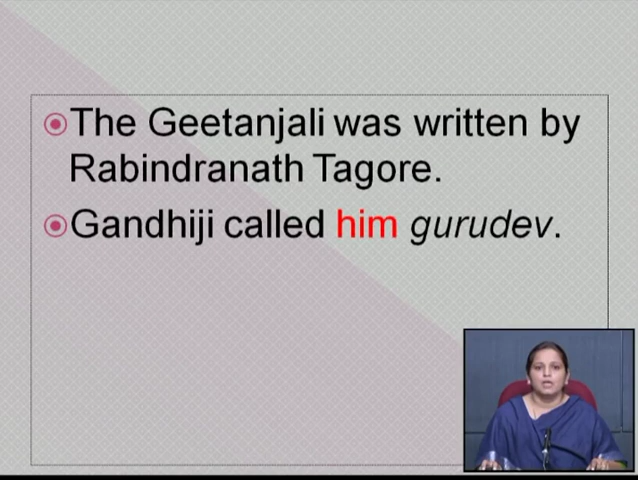 The Geetanjali was written by
Rabindranath Tagore.
Gandhiji called him gurudev.